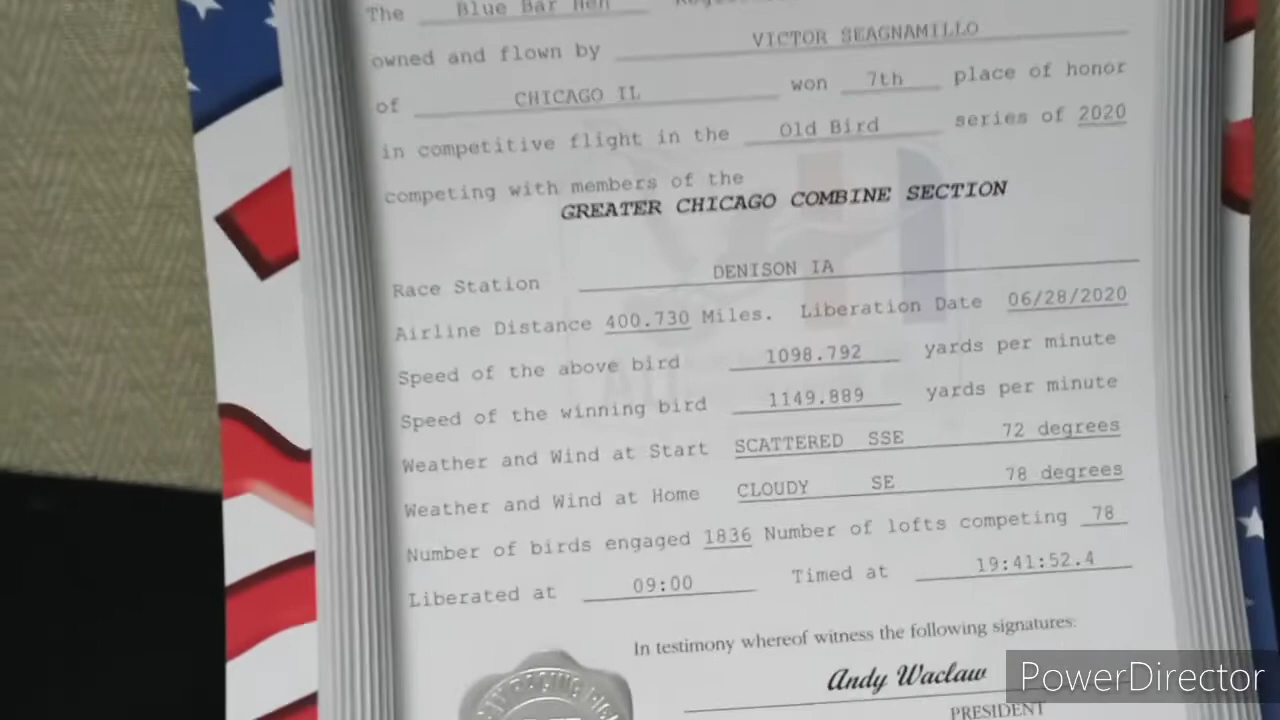 The Blue Bar Hen
owned and flown by VICTOR SEAGNAMILLO
of CHICAGO IL won 7th place of honor
in competitive flight in the Old Bird series of 2020
competing with members of the
GREATER CHICAGO COMBINE SECTION
Race Station DENISON IA
Airline Distance 400.730 Miles. Liberation Date 06/28/2020
Speed of the above bird 1098.792 yards per minute
Speed of the winning bird 1149.889 yards per minute
Weather and Wind at Start SCATTERED SSE 72 degrees
Weather and Wind at Home CLOUDY SE 78 degrees
Number of birds engaged 1836 Number of lofts competing 78
Liberated at 09:00 Timed at 19:41:52.4
In testimony whereof witness the following signatures:
Andy Waclaw
PRESIDENT
RACING
PowerDirector